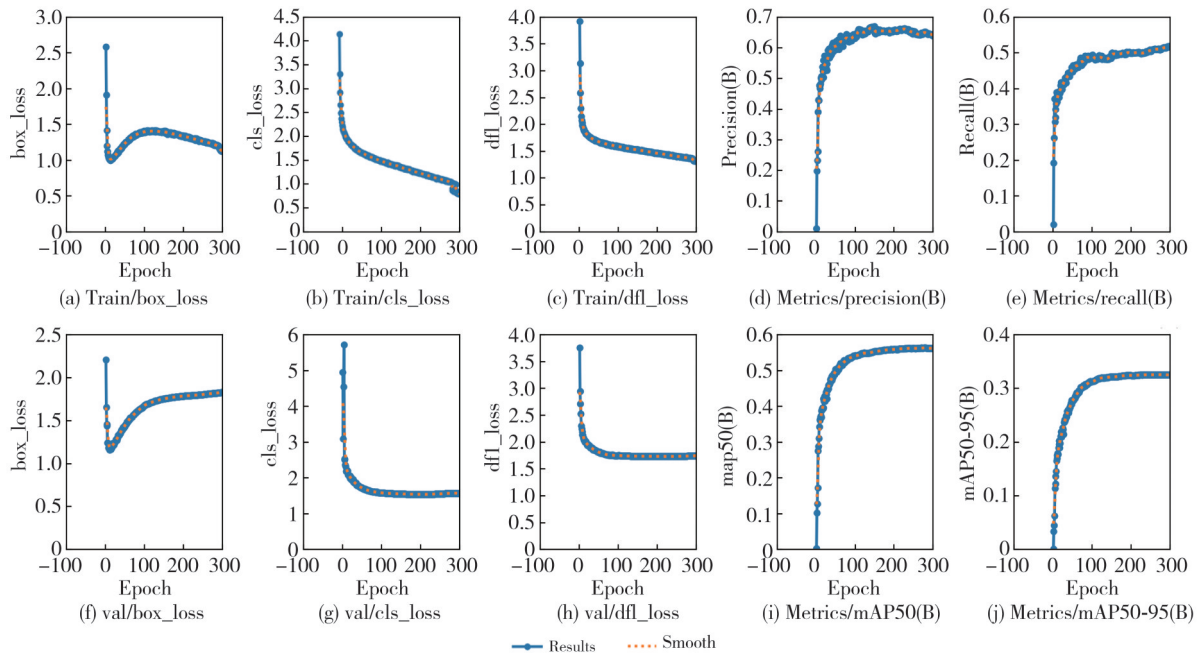 3.0
2.5
2.0
1.5
1.0
0.5
0
box_loss
−100 0 100 200 300
Epoch
(a) Train/box_loss
4.5
4.0
3.5
3.0
2.5
2.0
1.5
1.0
0.5
0
cls_loss
−100 0 100 200 300
Epoch
(b) Train/cls_loss
4.0
3.5
3.0
2.5
2.0
1.5
1.0
0.5
0
dfl_loss
−100 0 100 200 300
Epoch
(c) Train/dfl_loss
0.7
0.6
0.5
0.4
0.3
0.2
0.1
0
Precision(B)
−100 0 100 200 300
Epoch
(d) Metrics/precision(B)
0.6
0.5
0.4
0.3
0.2
0.1
0
Recall(B)
−100 0 100 200 300
Epoch
(e) Metrics/recall(B)
2.5
2.0
1.5
1.0
0.5
0
box_loss
−100 0 100 200 300
Epoch
(f) val/box_loss
6
5
4
3
2
1
0
cls_loss
−100 0 100 200 300
Epoch
(g) val/cls_loss
4.0
3.5
3.0
2.5
2.0
1.5
1.0
0.5
0
dfl_loss
−100 0 100 200 300
Epoch
(h) val/dfl_loss
0.6
0.5
0.4
0.3
0.2
0.1
0
map50(B)
−100 0 100 200 300
Epoch
(i) Metrics/mAP50(B)
0.4
0.3
0.2
0.1
0
mAP50-95(B)
−100 0 100 200 300
Epoch
(j) Metrics/mAP50-95(B)
Results Smooth